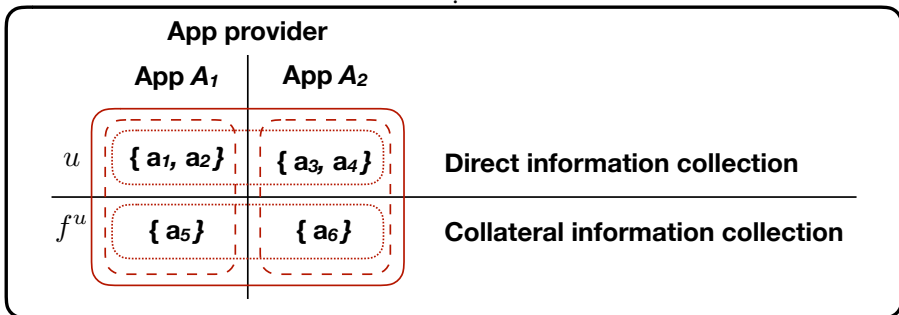 App provider
App A1 App A2
u { a1, a2} { a3, a4} Direct information collection
f^u { a5} { a6} Collateral information collection